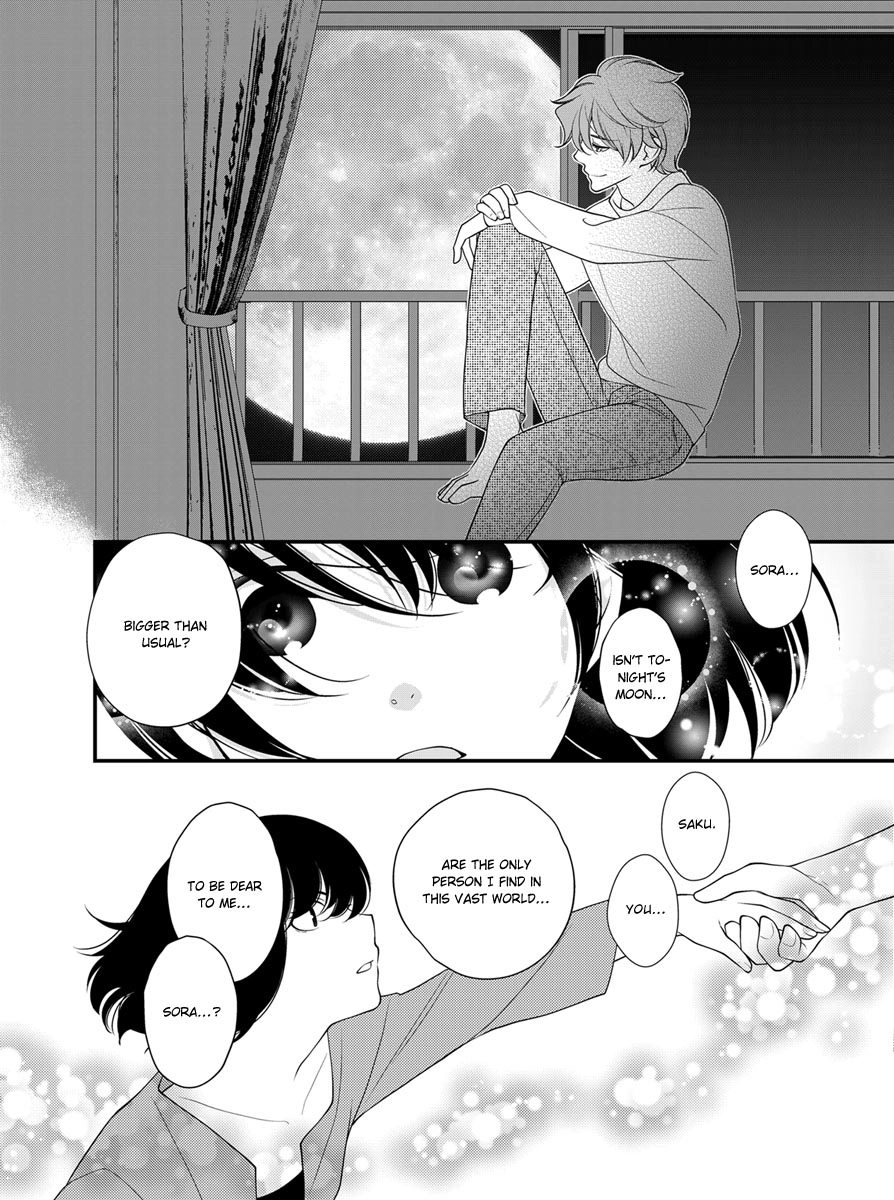 SORA...
ISN'T TO-
NIGHT'S
MOON...
BIGGER THAN
USUAL?
SAKU.
YOU...
ARE THE ONLY
PERSON I FIND IN
THIS VAST WORLD...
TO BE DEAR
TO ME...
SORA...?